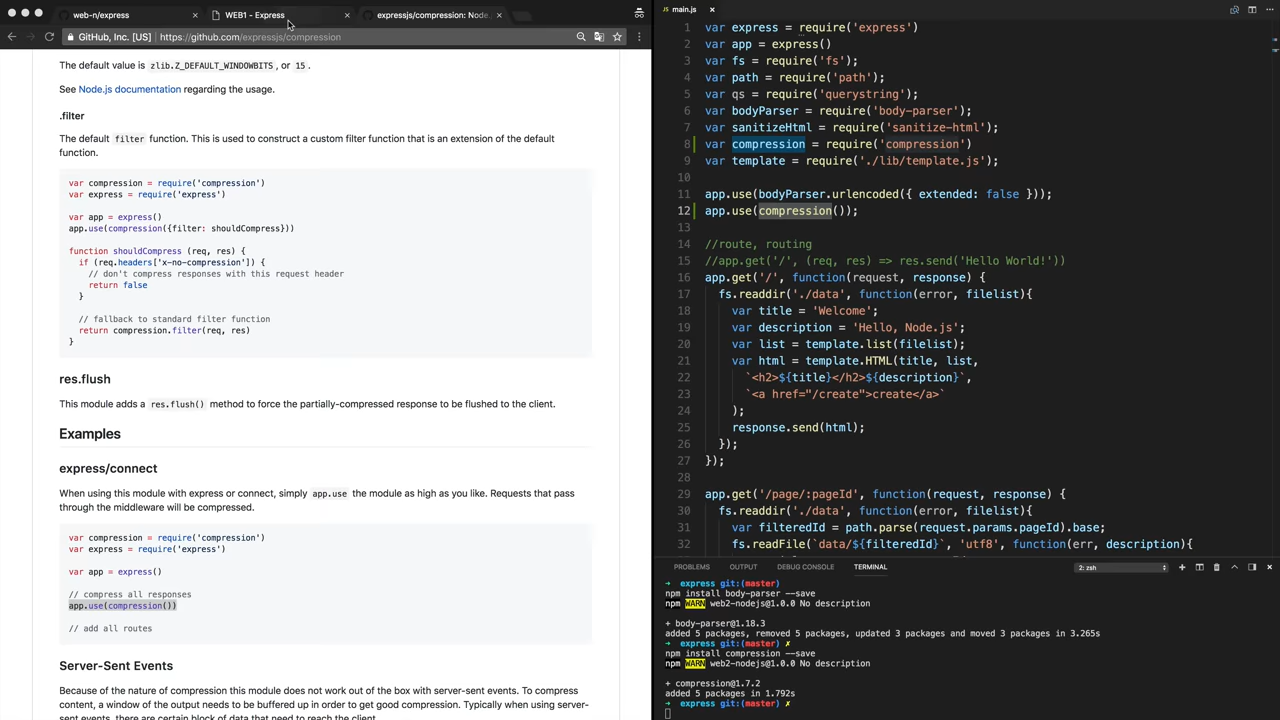 web-n/express
WEB1 - Express
expressjs/compression: Node.
GitHub, Inc. [US] https://github.com/expressjs/compression
The default value is zlib.Z_DEFAULT_WINDOWBITS, or 15.
See Node.js documentation regarding the usage.
.filter
The default filter function. This is used to construct a custom filter function that is an extension of the default
function.
var compression = require('compression')
var express = require('express')
var app = express()
app.use(compression({filter: shouldCompress}))
function shouldCompress (req, res) {
if (req.headers['x-no-compression']) {
// don't compress responses with this request header
return false
}
// fallback to standard filter function
return compression.filter(req, res)
}
res.flush
This module adds a res.flush() method to force the partially-compressed response to be flushed to the client.
Examples
express/connect
When using this module with express or connect, simply app.use the module as high as you like. Requests that pass
through the middleware will be compressed.
var compression = require('compression')
var express = require('express')
var app = express()
// compress all responses
app.use(compression())
// add all routes
Server-Sent Events
Because of the nature of compression this module does not work out of the box with server-sent events. To compress
content, a window of the output needs to be buffered up in order to get good compression. Typically when using server-
sent events, there are certain block of data that need to reach the client.
main.js
1 var express = require('express')
2 var app = express()
3 var fs = require('fs');
4 var path = require('path');
5 var qs = require('querystring');
6 var bodyParser = require('body-parser');
7 var sanitizeHtml = require('sanitize-html');
8 var compression = require('compression')
9 var template = require('./lib/template.js');
10
11 app.use(bodyParser.urlencoded({ extended: false }));
12 app.use(compression());
13
14 //route, routing
15 //app.get('/', (req, res) => res.send('Hello World!'))
16 app.get('/', function(request, response) {
17 fs.readdir('./data', function(error, filelist){
18 var title = 'Welcome';
19 var description = 'Hello, Node.js';
20 var list = template.list(filelist);
21 var html = template.HTML(title, list,
22 `<h2>${title}</h2>${description}`,
23 `<a href="/create">create</a>`
24 );
25 response.send(html);
26 });
27 });
28
29 app.get('/page/:pageId', function(request, response) {
30 fs.readdir('./data', function(error, filelist){
31 var filteredId = path.parse(request.params.pageId).base;
32 fs.readFile(`data/${filteredId}`, 'utf8', function(err, description){
PROBLEMS OUTPUT DEBUG CONSOLE TERMINAL 2: zsh
➜ express git:(master)
npm install body-parser --save
npm WARN web2-nodejs@1.0.0 No description
+ body-parser@1.18.3
added 5 packages, removed 5 packages, updated 3 packages and moved 3 packages in 3.265s
➜ express git:(master) ✗
npm install compression --save
npm WARN web2-nodejs@1.0.0 No description
+ compression@1.7.2
added 5 packages in 1.792s
➜ express git:(master) ✗